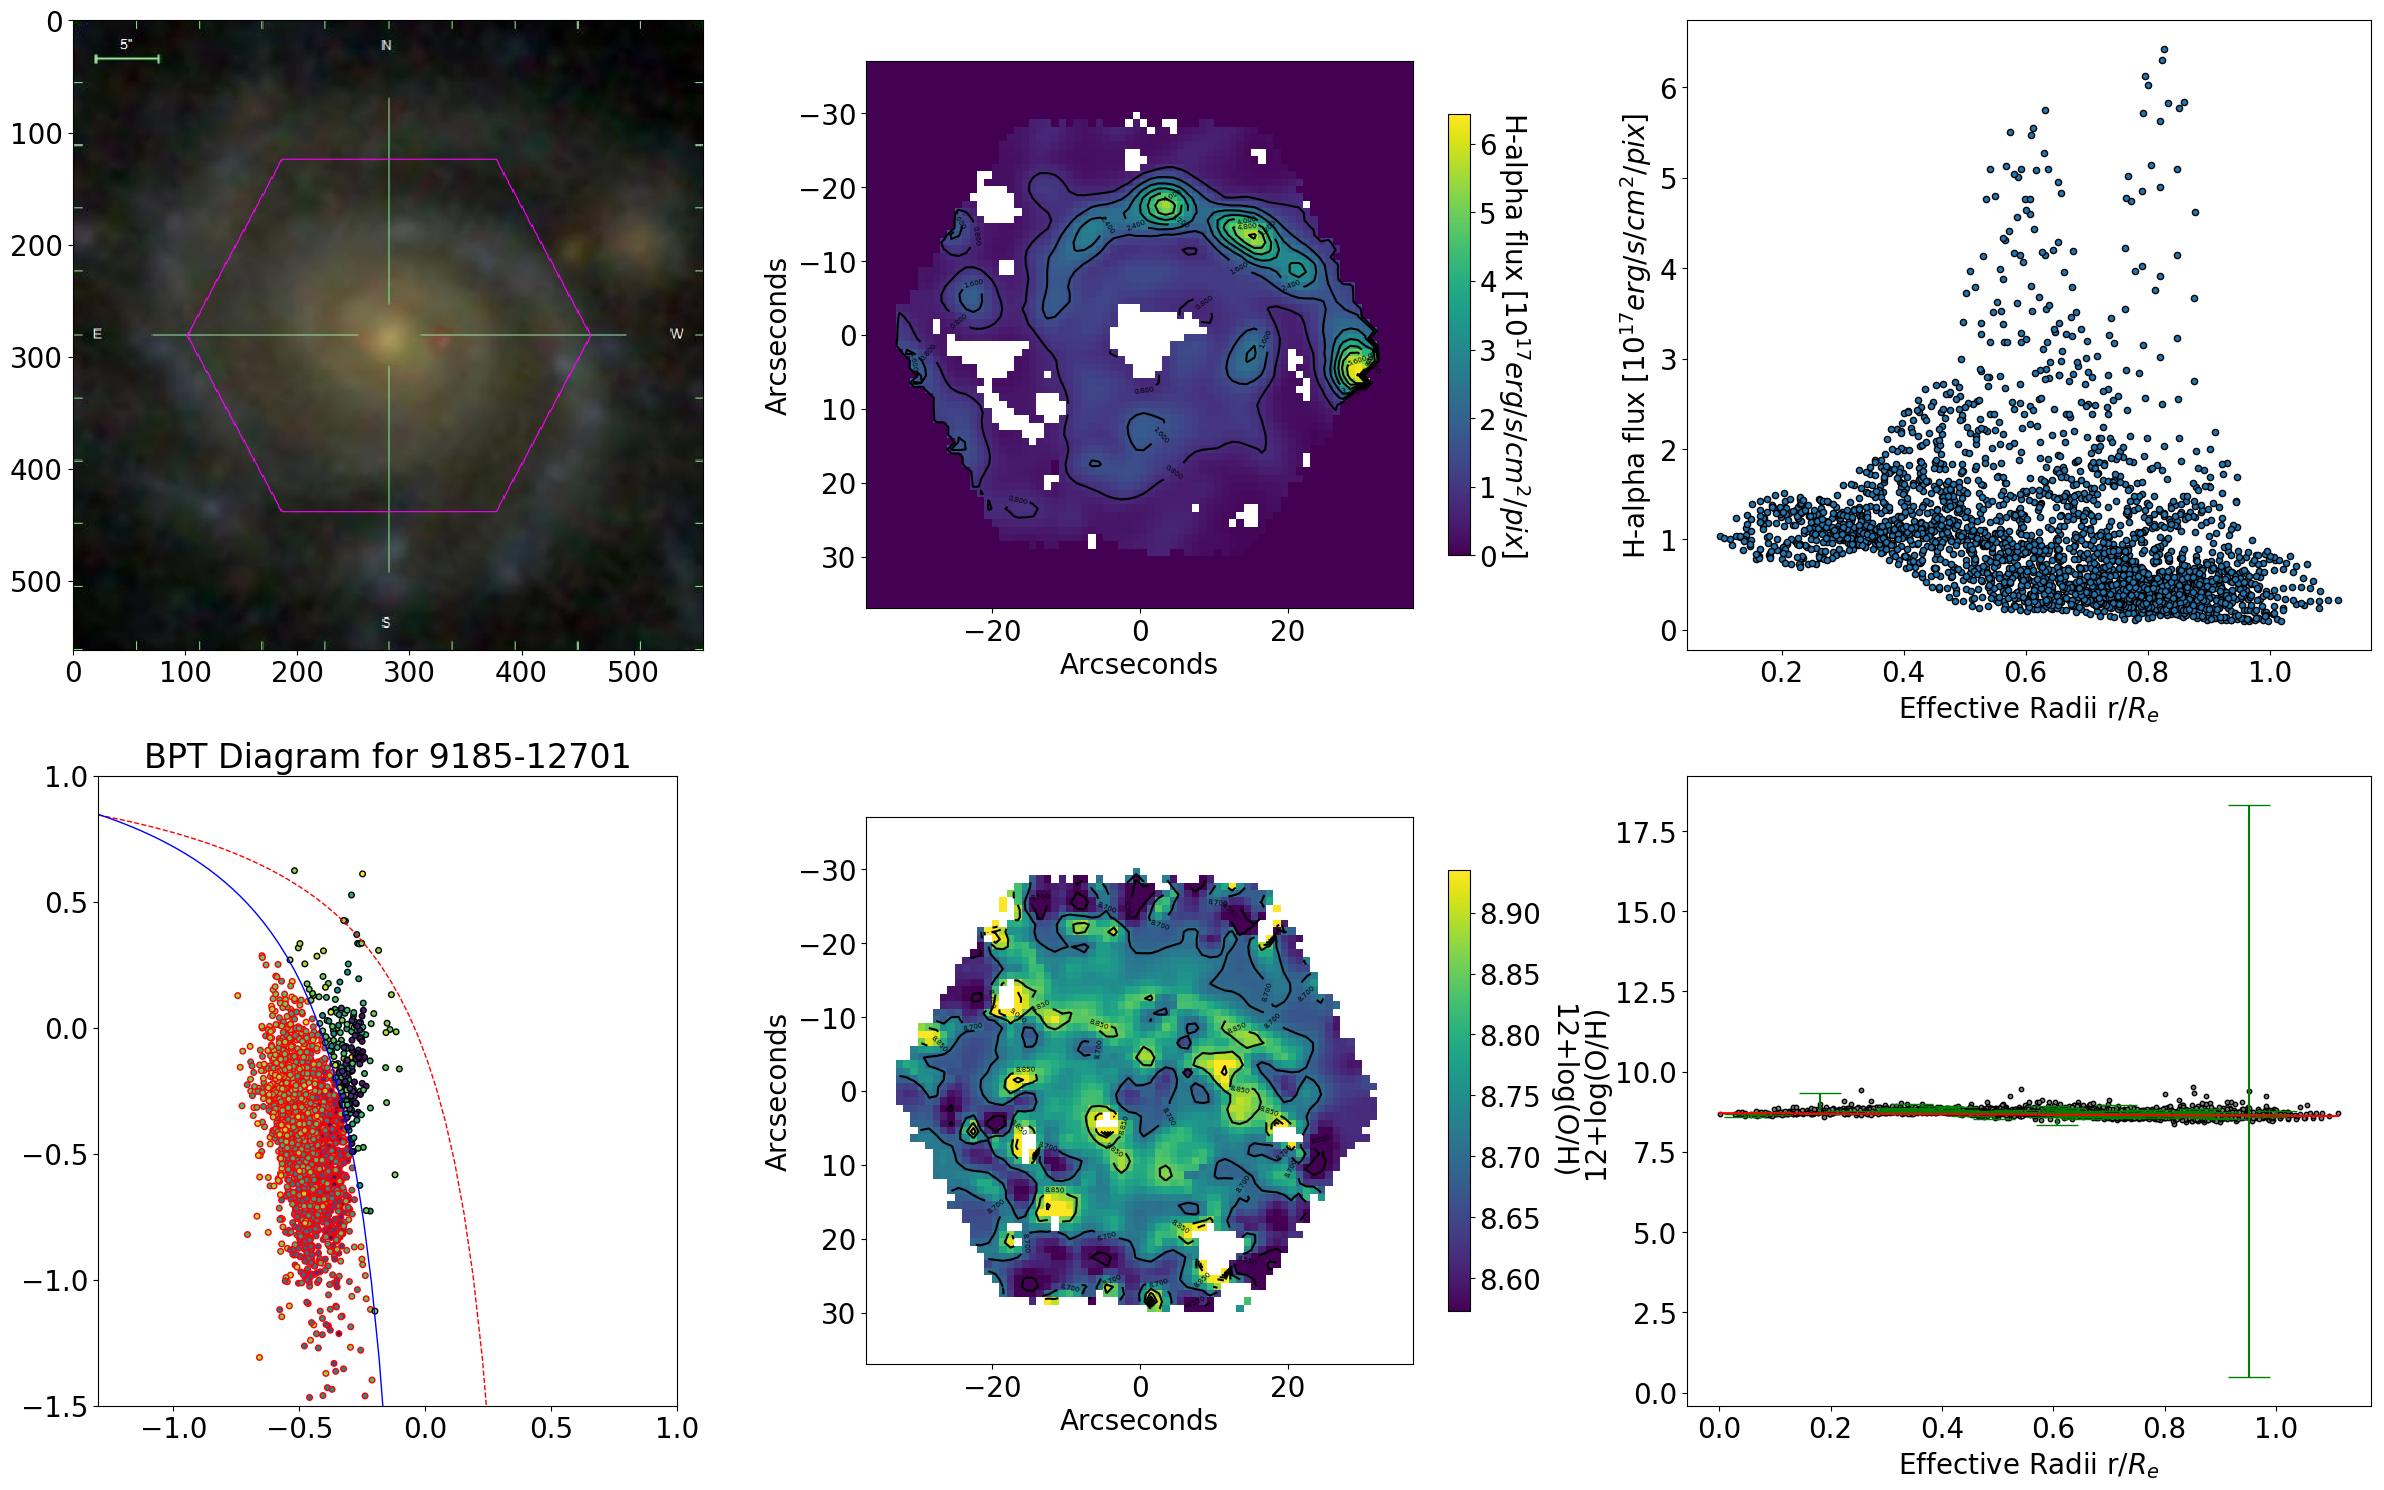 0
100
200
300
400
500
0 100 200 300 400 500
5"
N
E
W
S
−30
−20
−10
0
10
20
30
Arcseconds
−20 0 20
Arcseconds
6
5
4
3
2
1
0
H-alpha flux [10^17 erg/s/cm^2/pix]
6
5
4
3
2
1
0
H-alpha flux [10^17 erg/s/cm^2/pix]
0.2 0.4 0.6 0.8 1.0
Effective Radii r/R_e
BPT Diagram for 9185-12701
1.0
0.5
0.0
−0.5
−1.0
−1.5
−1.0 −0.5 0.0 0.5 1.0
−30
−20
−10
0
10
20
30
Arcseconds
−20 0 20
Arcseconds
8.90
8.85
8.80
8.75
8.70
8.65
8.60
12+log(O/H)
12+log(O/H)
17.5
15.0
12.5
10.0
7.5
5.0
2.5
0.0
0.0 0.2 0.4 0.6 0.8 1.0
Effective Radii r/R_e